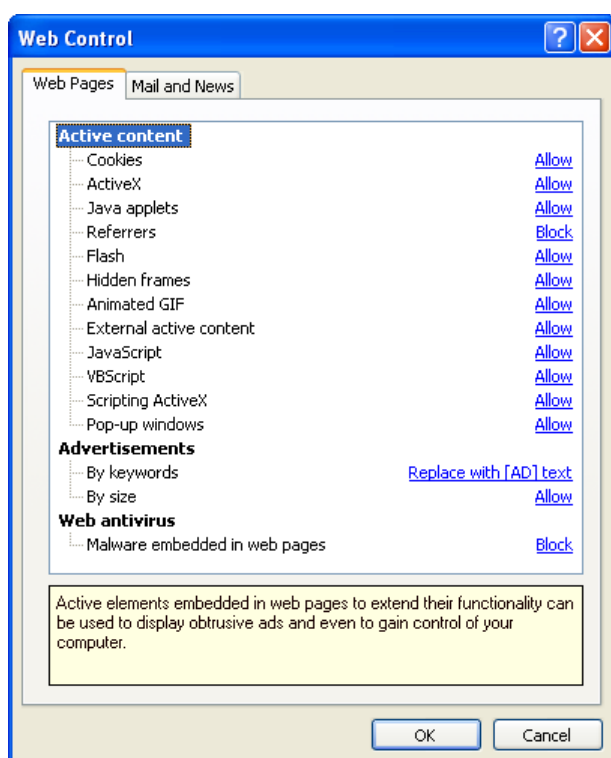 Web Control
Web Pages
Mail and News
Active content
Cookies Allow
ActiveX Allow
Java applets Allow
Referrers Block
Flash Allow
Hidden frames Allow
Animated GIF Allow
External active content Allow
JavaScript Allow
VBScript Allow
Scripting ActiveX Allow
Pop-up windows Allow
Advertisements
By keywords Replace with [AD] text
By size Allow
Web antivirus
Malware embedded in web pages Block
Active elements embedded in web pages to extend their functionality can
be used to display obtrusive ads and even to gain control of your
computer.
OK Cancel